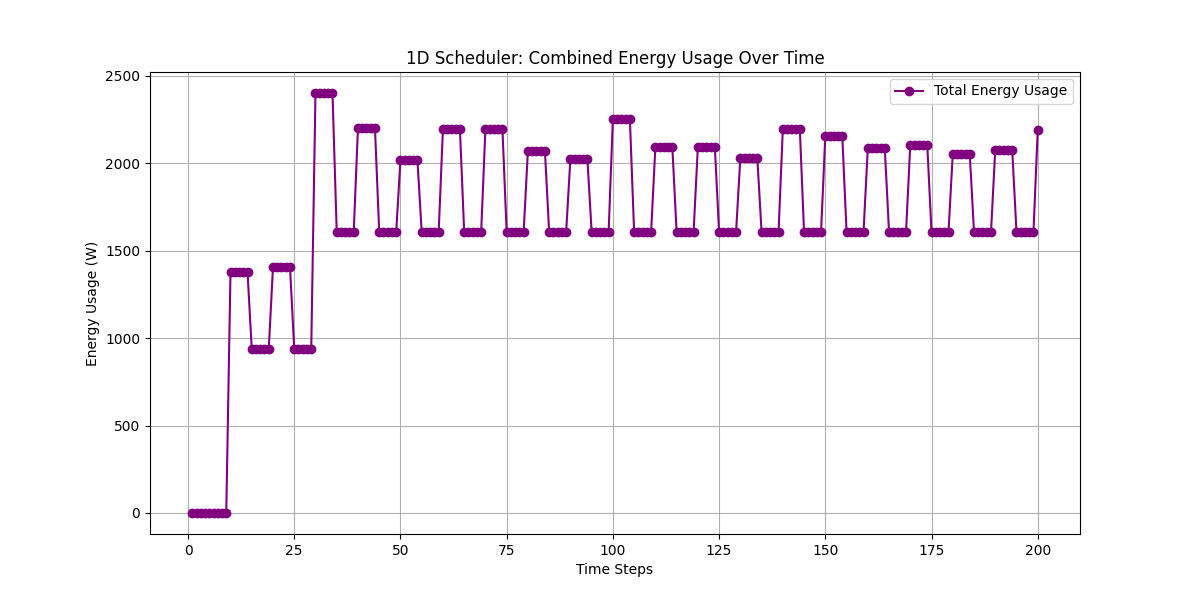 1D Scheduler: Combined Energy Usage Over Time
Total Energy Usage
Energy Usage (W)
2500
2000
1500
1000
500
0
0 25 50 75 100 125 150 175 200
Time Steps